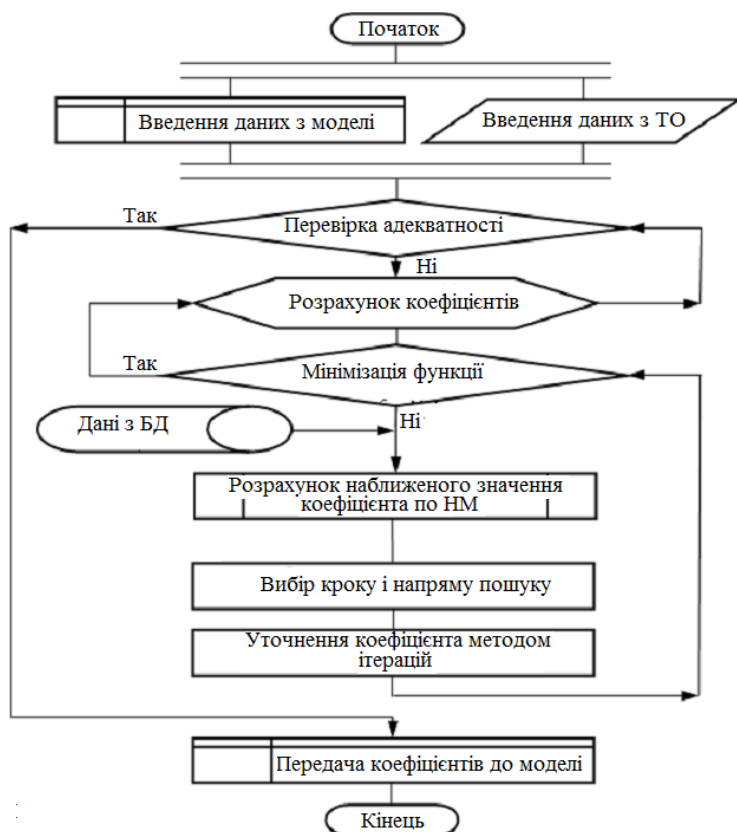 Початок
Введення даних з моделі
Введення даних з ТО
Так
Перевірка адекватності
Ні
Розрахунок коефіцієнтів
Так
Мінімізація функції
Дані з БД
Ні
Розрахунок наближеного значення
коефіцієнта по НМ
Вибір кроку і напряму пошуку
Уточнення коефіцієнта методом
ітерацій
Передача коефіцієнтів до моделі
Кінець